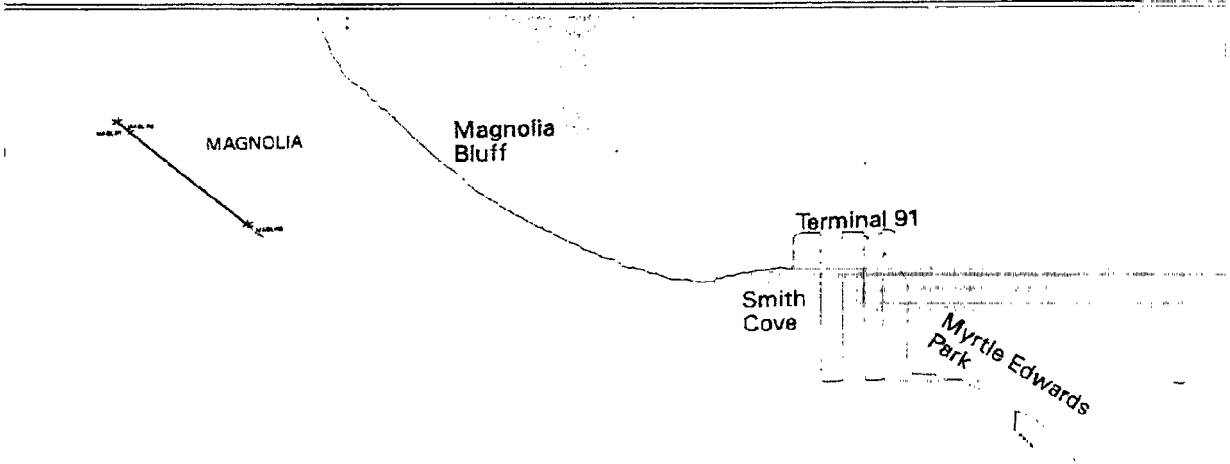 MAGNOLIA
Magnolia
Bluff
Terminal 91
Smith
Cove
Myrtle Edwards
Park